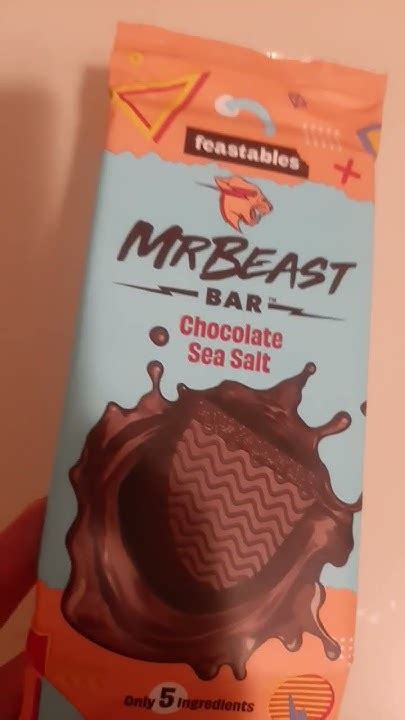 feastables
MRBEAST
BAR™
Chocolate
Sea Salt
Only 5 Ingredients